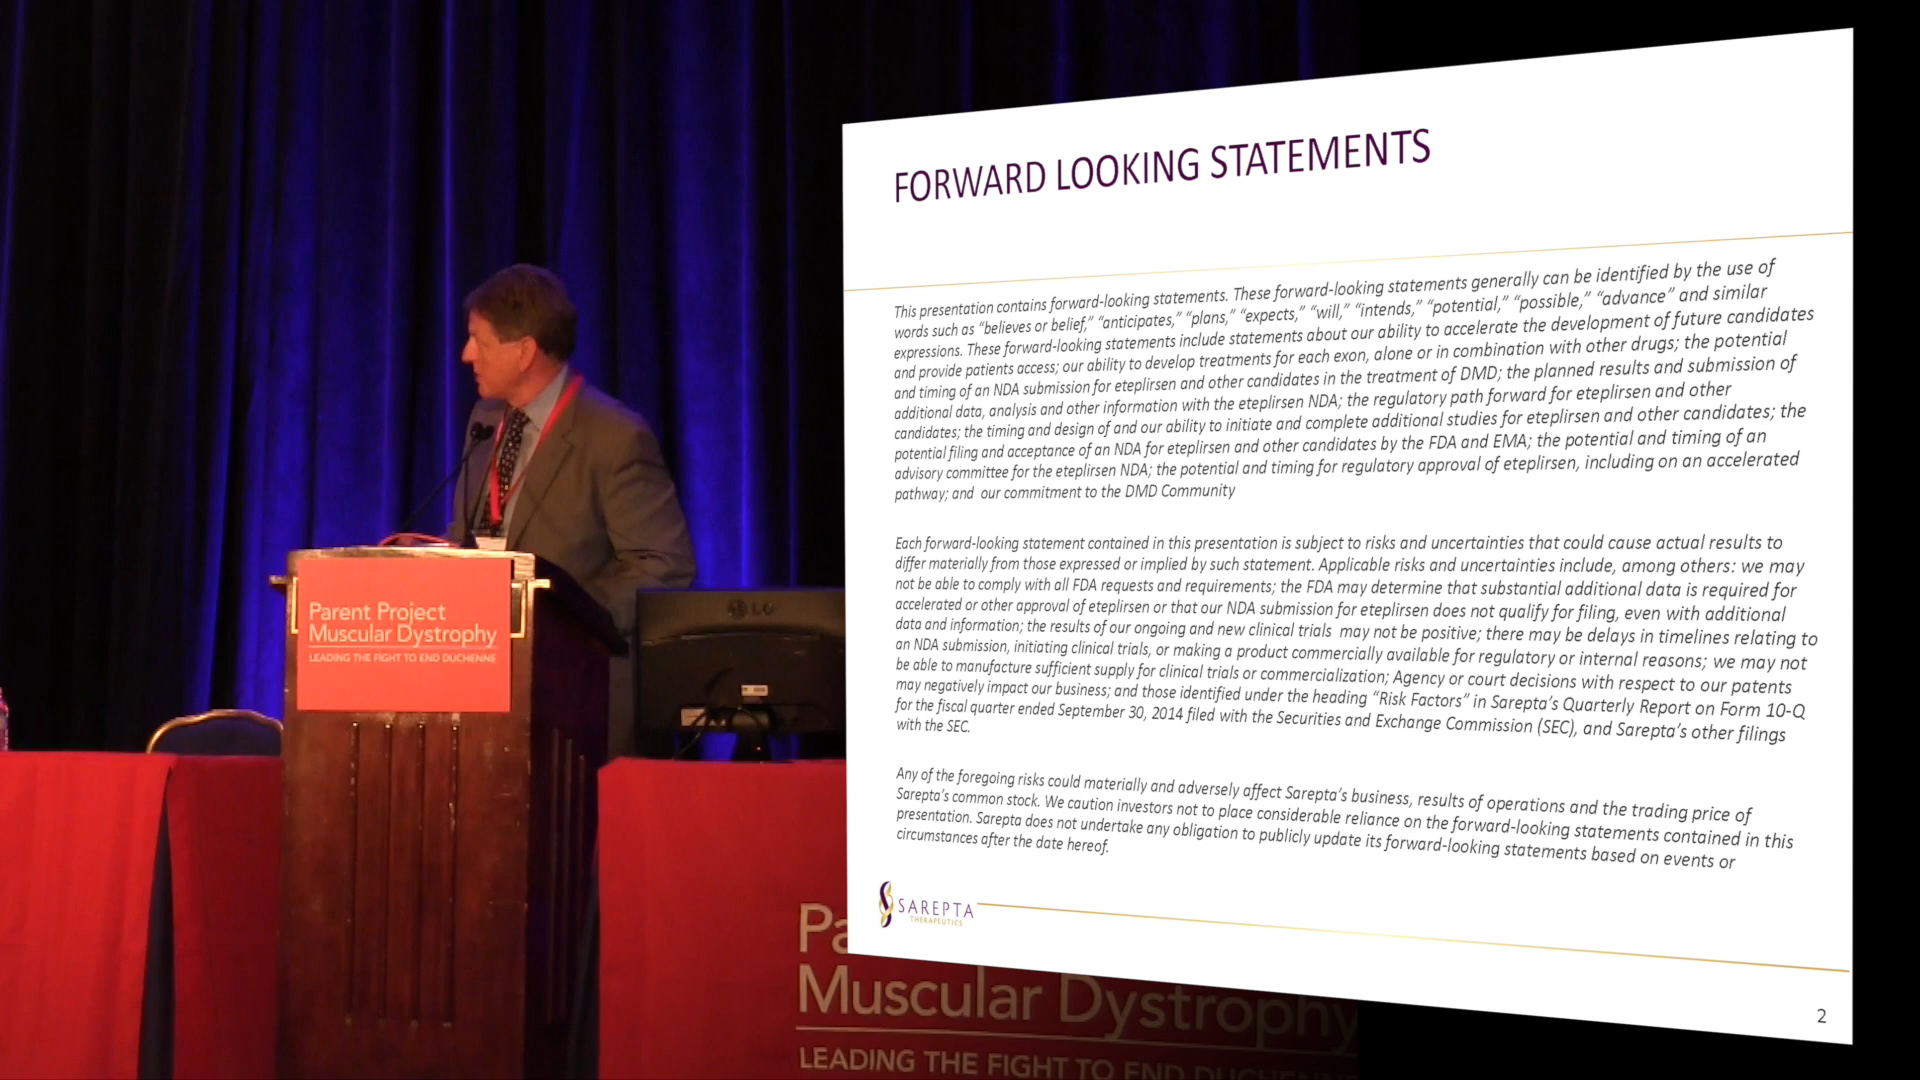 FORWARD LOOKING STATEMENTS
This presentation contains forward-looking statements. These forward-looking statements generally can be identified by the use of
words such as “believes or belief,” “anticipates,” “plans,” “expects,” “will,” “intends,” “potential,” “possible,” “advance” and similar
expressions. These forward-looking statements include statements about our ability to accelerate the development of future candidates
and provide patients access; our ability to develop treatments for each exon, alone or in combination with other drugs; the potential
and timing of an NDA submission for eteplirsen and other candidates in the treatment of DMD; the planned results and submission of
additional data, analysis and other information with the eteplirsen NDA; the regulatory path forward for eteplirsen and other
candidates; the timing and design of and our ability to initiate and complete additional studies for eteplirsen and other candidates; the
potential filing and acceptance of an NDA for eteplirsen and other candidates by the FDA and EMA; the potential and timing of an
advisory committee for the eteplirsen NDA; the potential and timing for regulatory approval of eteplirsen, including on an accelerated
pathway; and our commitment to the DMD Community
Each forward-looking statement contained in this presentation is subject to risks and uncertainties that could cause actual results to
differ materially from those expressed or implied by such statement. Applicable risks and uncertainties include, among others: we may
not be able to comply with all FDA requests and requirements; the FDA may determine that substantial additional data is required for
accelerated or other approval of eteplirsen or that our NDA submission for eteplirsen does not qualify for filing, even with additional
data and information; the results of our ongoing and new clinical trials may not be positive; there may be delays in timelines relating to
an NDA submission, initiating clinical trials, or making a product commercially available for regulatory or internal reasons; we may not
be able to manufacture sufficient supply for clinical trials or commercialization; Agency or court decisions with respect to our patents
may negatively impact our business; and those identified under the heading “Risk Factors” in Sarepta’s Quarterly Report on Form 10-Q
for the fiscal quarter ended September 30, 2014 filed with the Securities and Exchange Commission (SEC), and Sarepta’s other filings
with the SEC.
Any of the foregoing risks could materially and adversely affect Sarepta’s business, results of operations and the trading price of
Sarepta’s common stock. We caution investors not to place considerable reliance on the forward-looking statements contained in this
presentation. Sarepta does not undertake any obligation to publicly update its forward-looking statements based on events or
circumstances after the date hereof.
SAREPTA
THERAPEUTICS
2
Parent Project
Muscular Dystrophy
LEADING THE FIGHT TO END DUCHENNE
LG
Pa
Muscular Dystrophy
LEADING THE FIGHT TO END DUCHENNE